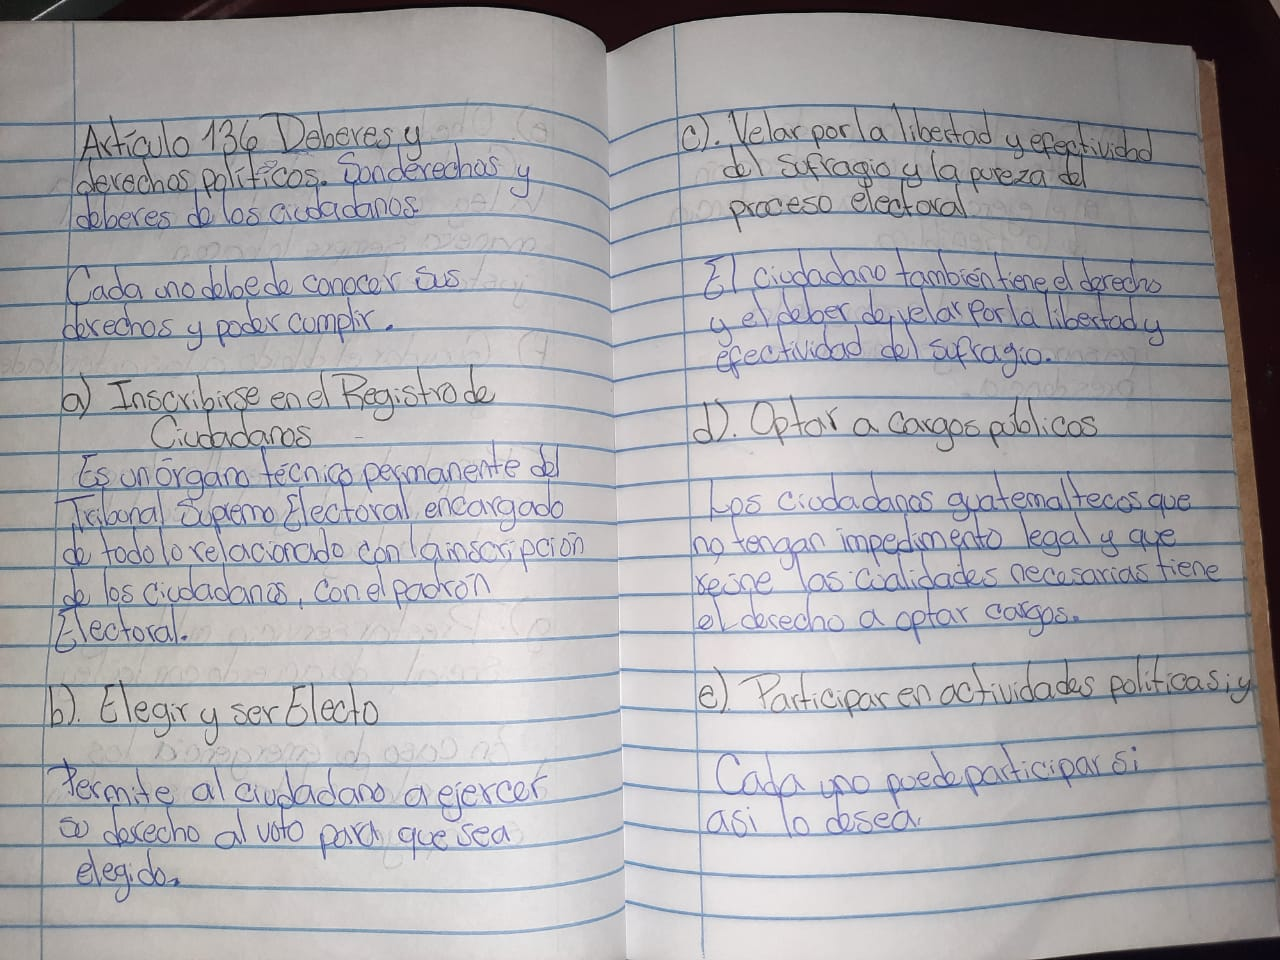 Artículo 136 Deberes y
derechos políticos. Son derechos y
deberes de los ciudadanos
Cada uno debe de conocer sus
derechos y poder cumplir.
a) Inscribirse en el Registro de
Ciudadanos
Es un órgano técnico permanente del
Tribunal Supremo Electoral encargado
de todo lo relacionado con la inscripción
de los ciudadanos, con el padrón
Electoral.
b). Elegir y ser Electo
Permite al ciudadano a ejercer
su derecho al voto para que sea
elegido.
c). Velar por la libertad y efectividad
del sufragio y la pureza del
proceso electoral
El ciudadano también tiene el derecho
y el deber de velar por la libertad y
efectividad del sufragio.
d). Optar a cargos públicos
Los ciudadanos guatemaltecos que
no tengan impedimento legal y que
reúne las cualidades necesarias tiene
el derecho a optar cargos.
e). Participar en actividades políticas; y
Cada uno puede participar si
asi lo desea.